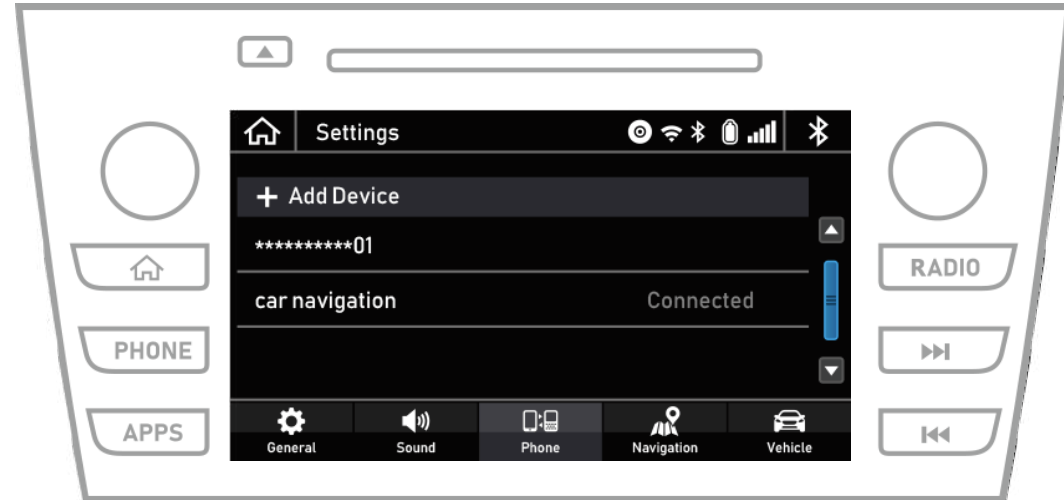 Settings
+ Add Device
**********01
car navigation Connected
RADIO
PHONE
APPS
General Sound Phone Navigation Vehicle